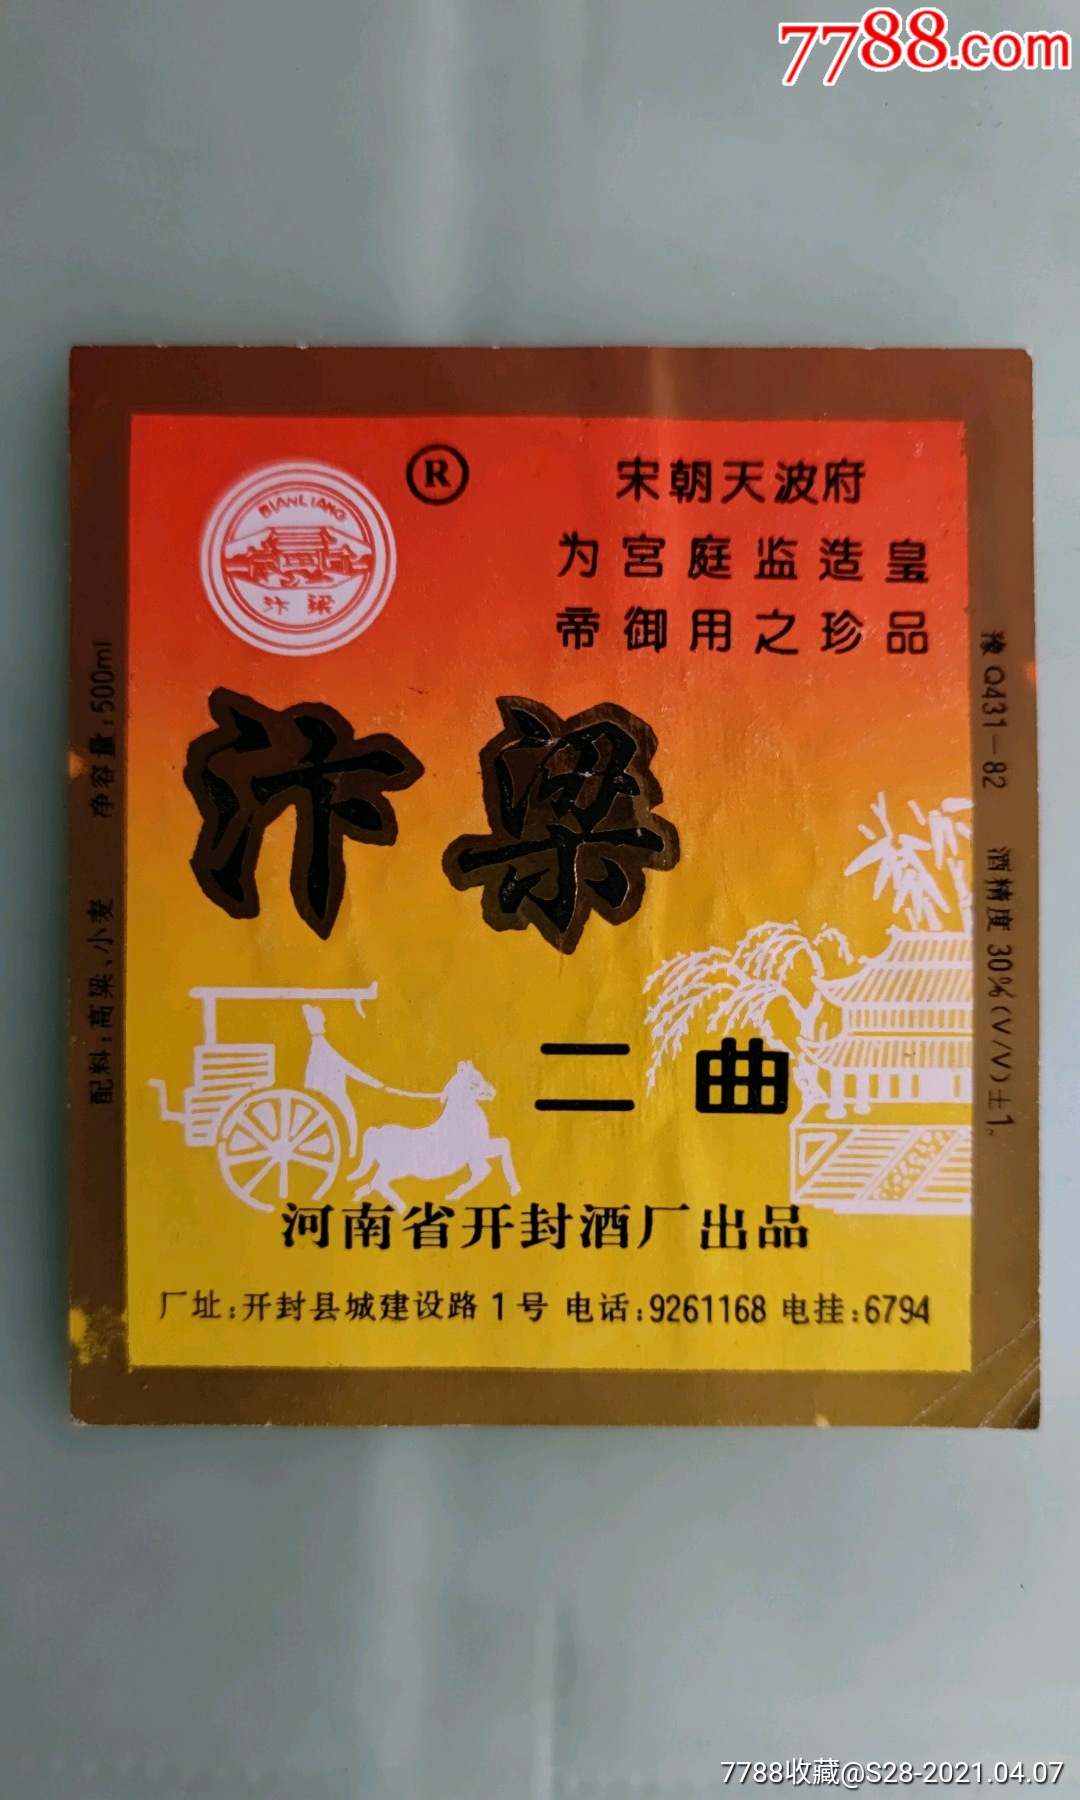 7788.com
BIANLIANG
汴梁
R
宋朝天波府
为宫庭监造皇
帝御用之珍品
汴梁
二曲
河南省开封酒厂出品
厂址:开封县城建设路1号 电话:9261168 电挂:6794
配料:高粱、小麦 净容量:500ml
豫Q431-82 酒精度30%(V/V)±1°
7788收藏@S28-2021.04.07